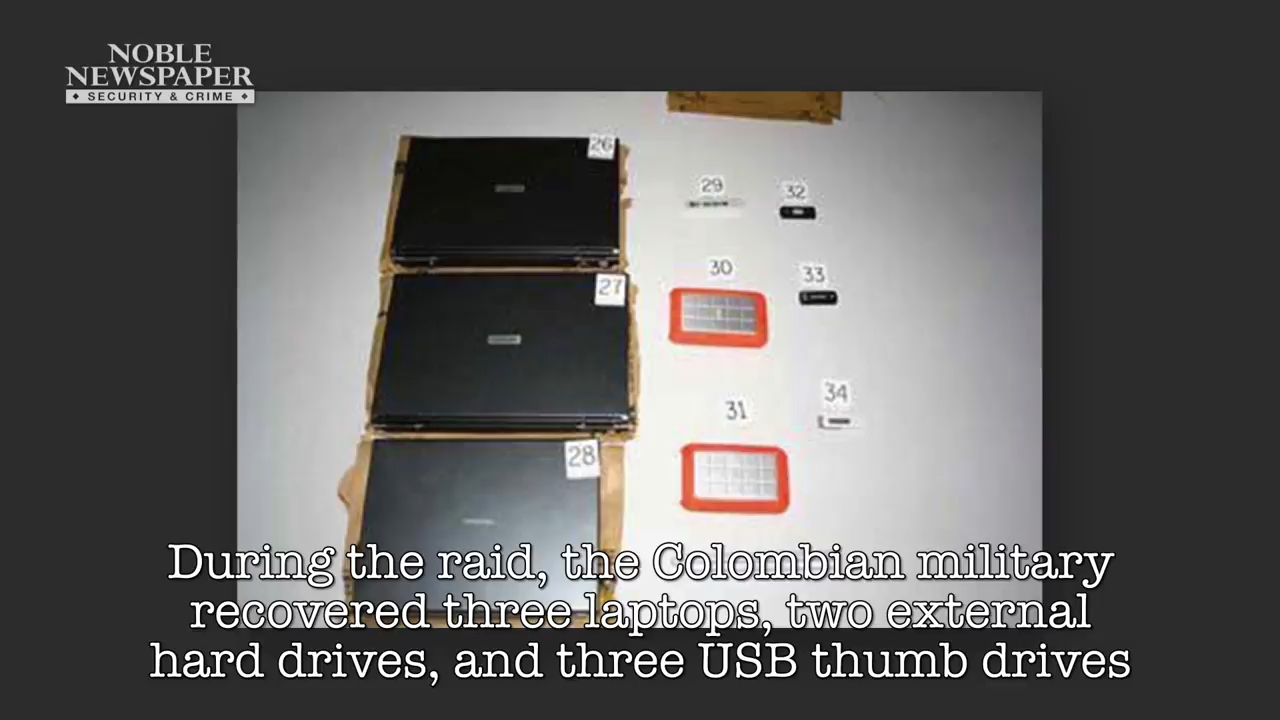 NOBLE
NEWSPAPER
SECURITY & CRIME
26
29
32
30
33
27
34
31
28
During the raid, the Colombian military
recovered three laptops, two external
hard drives, and three USB thumb drives